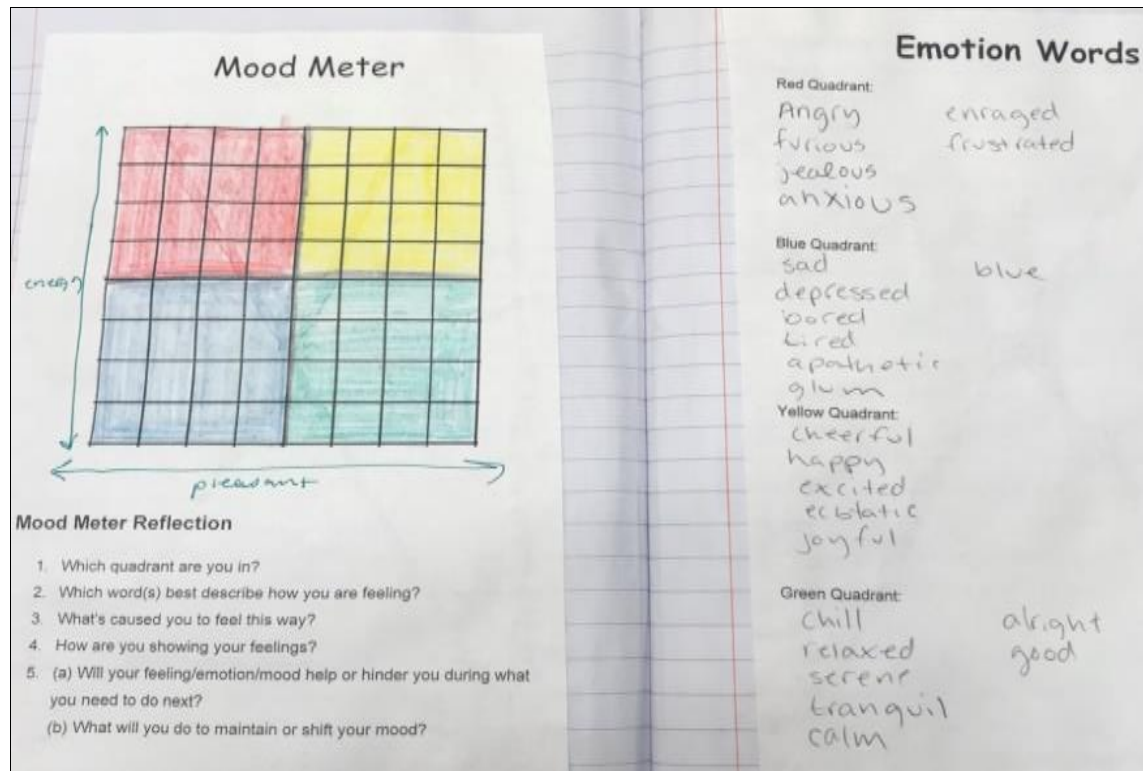 Mood Meter
energy
pleasant
Mood Meter Reflection
1. Which quadrant are you in?
2. Which word(s) best describe how you are feeling?
3. What's caused you to feel this way?
4. How are you showing your feelings?
5. (a) Will your feeling/emotion/mood help or hinder you during what
you need to do next?
(b) What will you do to maintain or shift your mood?
Emotion Words
Red Quadrant:
Angry enraged
furious frustrated
jealous
anxious
Blue Quadrant:
sad blue
depressed
bored
tired
apathetic
glum
Yellow Quadrant:
cheerful
happy
excited
ecstatic
joyful
Green Quadrant:
chill alright
relaxed good
serene
tranquil
calm